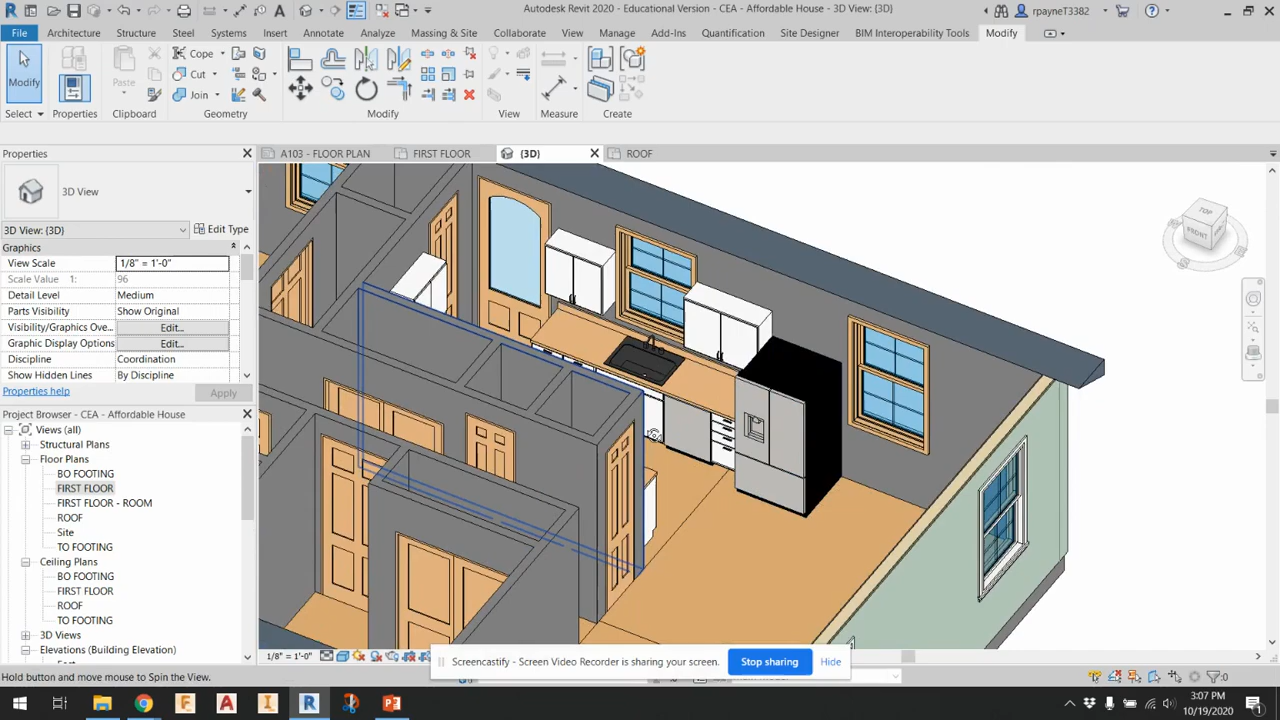 Autodesk Revit 2020 - Educational Version - CEA - Affordable House - 3D View: {3D}
rpayne3382
File Architecture Structure Steel Systems Insert Annotate Analyze Massing & Site Collaborate View Manage Add-Ins Quantification Site Designer BIM Interoperability Tools Modify
Modify Properties Paste Cope Cut Join
Select Properties Clipboard Geometry Modify View Measure Create
Properties
A103 - FLOOR PLAN FIRST FLOOR {3D} ROOF
3D View
3D View: {3D} Edit Type
Graphics
View Scale 1/8" = 1'-0"
Scale Value 1: 96
Detail Level Medium
Parts Visibility Show Original
Visibility/Graphics Ove... Edit...
Graphic Display Options Edit...
Discipline Coordination
Show Hidden Lines By Discipline
Properties help Apply
Project Browser - CEA - Affordable House
Views (all)
Structural Plans
Floor Plans
BO FOOTING
FIRST FLOOR
FIRST FLOOR - ROOM
ROOF
Site
TO FOOTING
Ceiling Plans
BO FOOTING
FIRST FLOOR
ROOF
TO FOOTING
3D Views
Elevations (Building Elevation)
TOP
FRONT
1/8" = 1'-0"
Screencastify - Screen Video Recorder is sharing your screen. Stop sharing Hide
Hold button and move mouse to Spin the View.
:0
3:07 PM
10/19/2020